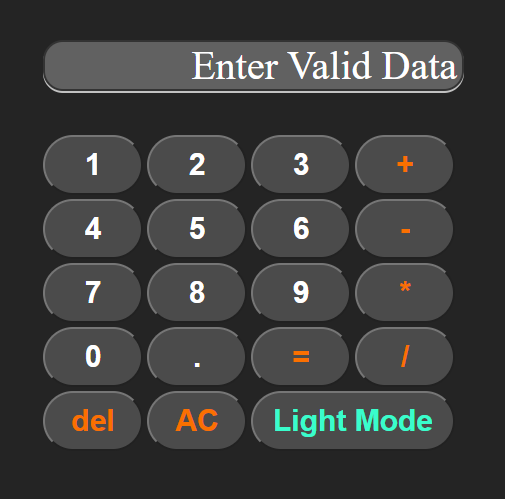 Enter Valid Data
1 2 3 +
4 5 6 -
7 8 9 *
0 . = /
del AC Light Mode